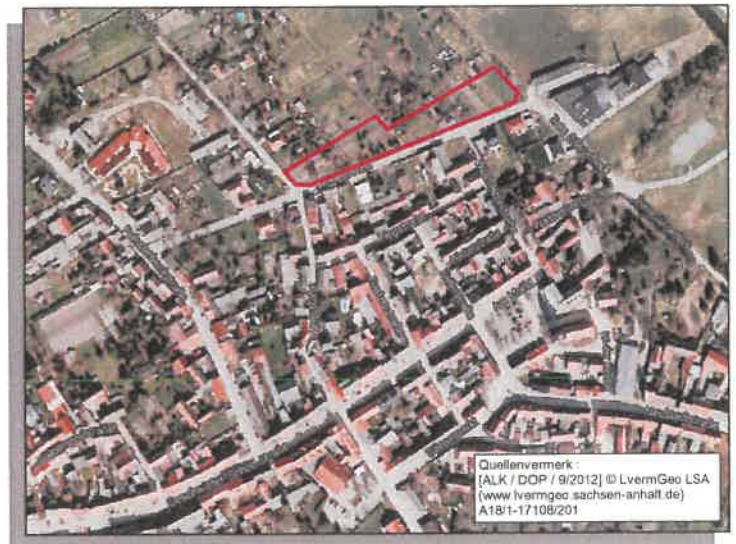 Quellenvermerk :
[ALK / DOP / 9/2012] © LvermGeo LSA
(www.lvermgeo.sachsen-anhalt.de)
A18/1-17108/201